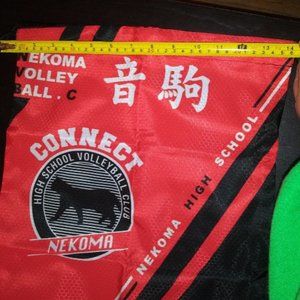 NEKOMA
VOLLEY
BALL.C
音駒
CONNECT
HIGH SCHOOL VOLLEYBALL CLUB
NEKOMA
NEKOMA HIGH SCHOOL